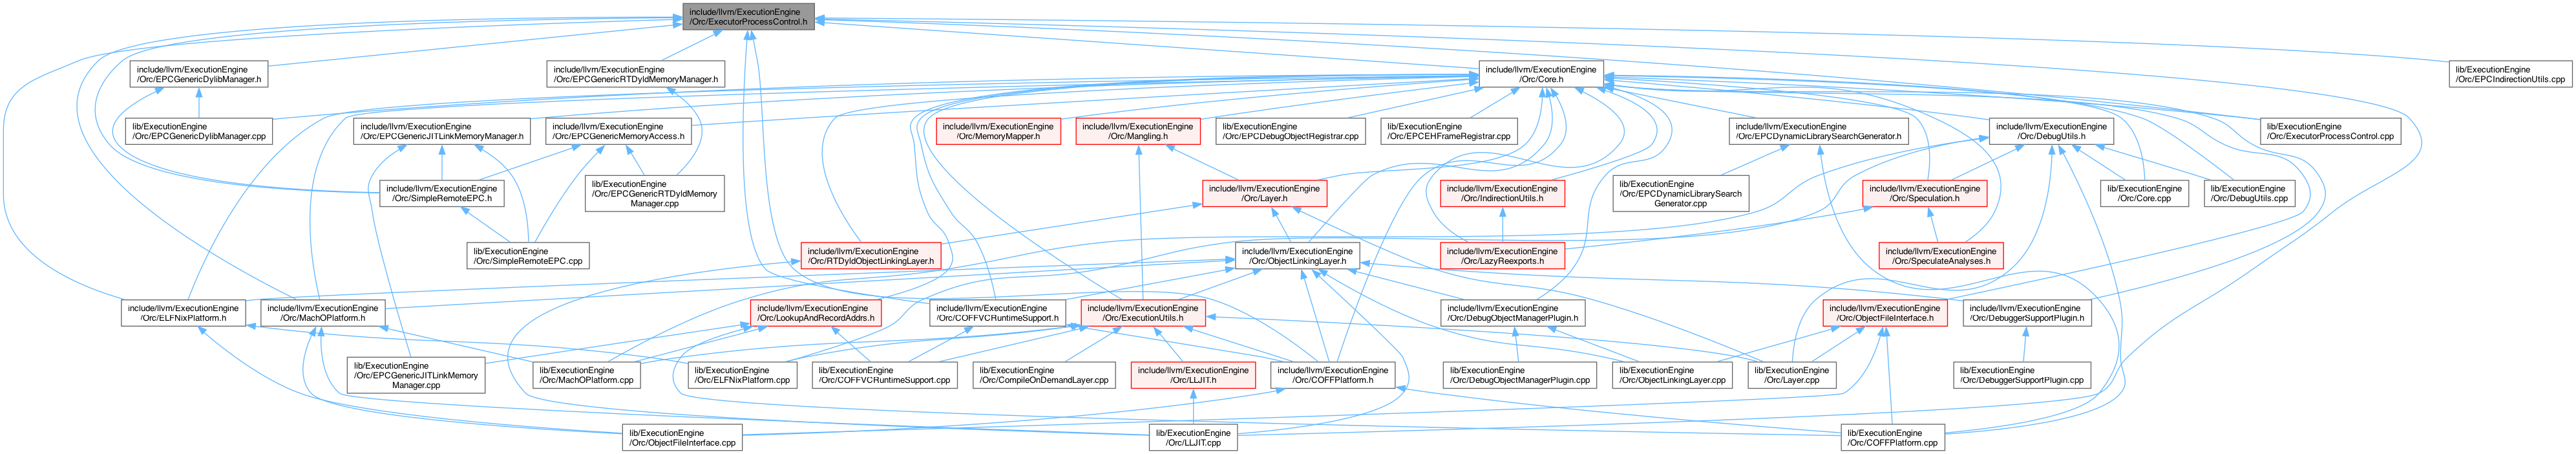 include/llvm/ExecutionEngine
/Orc/ExecutorProcessControl.h
include/llvm/ExecutionEngine
/Orc/EPCGenericDylibManager.h
include/llvm/ExecutionEngine
/Orc/EPCGenericRTDyldMemoryManager.h
include/llvm/ExecutionEngine
/Orc/Core.h
lib/ExecutionEngine
/Orc/EPCIndirectionUtils.cpp
lib/ExecutionEngine
/Orc/EPCGenericDylibManager.cpp
include/llvm/ExecutionEngine
/Orc/EPCGenericJITLinkMemoryManager.h
include/llvm/ExecutionEngine
/Orc/EPCGenericMemoryAccess.h
include/llvm/ExecutionEngine
/Orc/MemoryMapper.h
include/llvm/ExecutionEngine
/Orc/Mangling.h
lib/ExecutionEngine
/Orc/EPCDebugObjectRegistrar.cpp
lib/ExecutionEngine
/Orc/EPCEHFrameRegistrar.cpp
include/llvm/ExecutionEngine
/Orc/EPCDynamicLibrarySearchGenerator.h
include/llvm/ExecutionEngine
/Orc/DebugUtils.h
lib/ExecutionEngine
/Orc/ExecutorProcessControl.cpp
include/llvm/ExecutionEngine
/Orc/SimpleRemoteEPC.h
lib/ExecutionEngine
/Orc/EPCGenericRTDyldMemory
Manager.cpp
include/llvm/ExecutionEngine
/Orc/Layer.h
include/llvm/ExecutionEngine
/Orc/IndirectionUtils.h
lib/ExecutionEngine
/Orc/EPCDynamicLibrarySearch
Generator.cpp
include/llvm/ExecutionEngine
/Orc/Speculation.h
lib/ExecutionEngine
/Orc/Core.cpp
lib/ExecutionEngine
/Orc/DebugUtils.cpp
lib/ExecutionEngine
/Orc/SimpleRemoteEPC.cpp
include/llvm/ExecutionEngine
/Orc/RTDyldObjectLinkingLayer.h
include/llvm/ExecutionEngine
/Orc/ObjectLinkingLayer.h
include/llvm/ExecutionEngine
/Orc/LazyReexports.h
include/llvm/ExecutionEngine
/Orc/SpeculateAnalyses.h
include/llvm/ExecutionEngine
/Orc/ELFNixPlatform.h
include/llvm/ExecutionEngine
/Orc/MachOPlatform.h
include/llvm/ExecutionEngine
/Orc/LookupAndRecordAddrs.h
include/llvm/ExecutionEngine
/Orc/COFFVCRuntimeSupport.h
include/llvm/ExecutionEngine
/Orc/ExecutionUtils.h
include/llvm/ExecutionEngine
/Orc/DebugObjectManagerPlugin.h
include/llvm/ExecutionEngine
/Orc/ObjectFileInterface.h
include/llvm/ExecutionEngine
/Orc/DebuggerSupportPlugin.h
lib/ExecutionEngine
/Orc/EPCGenericJITLinkMemory
Manager.cpp
lib/ExecutionEngine
/Orc/MachOPlatform.cpp
lib/ExecutionEngine
/Orc/ELFNixPlatform.cpp
lib/ExecutionEngine
/Orc/COFFVCRuntimeSupport.cpp
lib/ExecutionEngine
/Orc/CompileOnDemandLayer.cpp
include/llvm/ExecutionEngine
/Orc/LLJIT.h
include/llvm/ExecutionEngine
/Orc/COFFPlatform.h
lib/ExecutionEngine
/Orc/DebugObjectManagerPlugin.cpp
lib/ExecutionEngine
/Orc/ObjectLinkingLayer.cpp
lib/ExecutionEngine
/Orc/Layer.cpp
lib/ExecutionEngine
/Orc/DebuggerSupportPlugin.cpp
lib/ExecutionEngine
/Orc/ObjectFileInterface.cpp
lib/ExecutionEngine
/Orc/LLJIT.cpp
lib/ExecutionEngine
/Orc/COFFPlatform.cpp